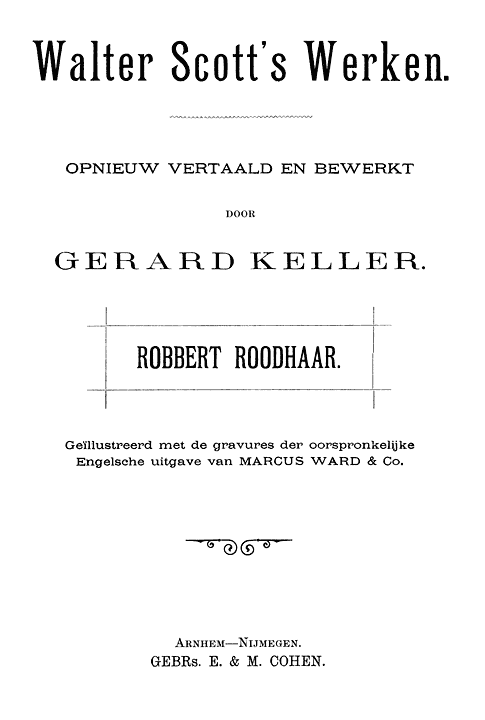 Walter Scott's Werken.
OPNIEUW VERTAALD EN BEWERKT
DOOR
GERARD KELLER.
ROBBERT ROODHAAR.
Geïllustreerd met de gravures der oorspronkelijke
Engelsche uitgave van MARCUS WARD & Co.
Arnhem—Nijmegen.
GEBRs. E. & M. COHEN.